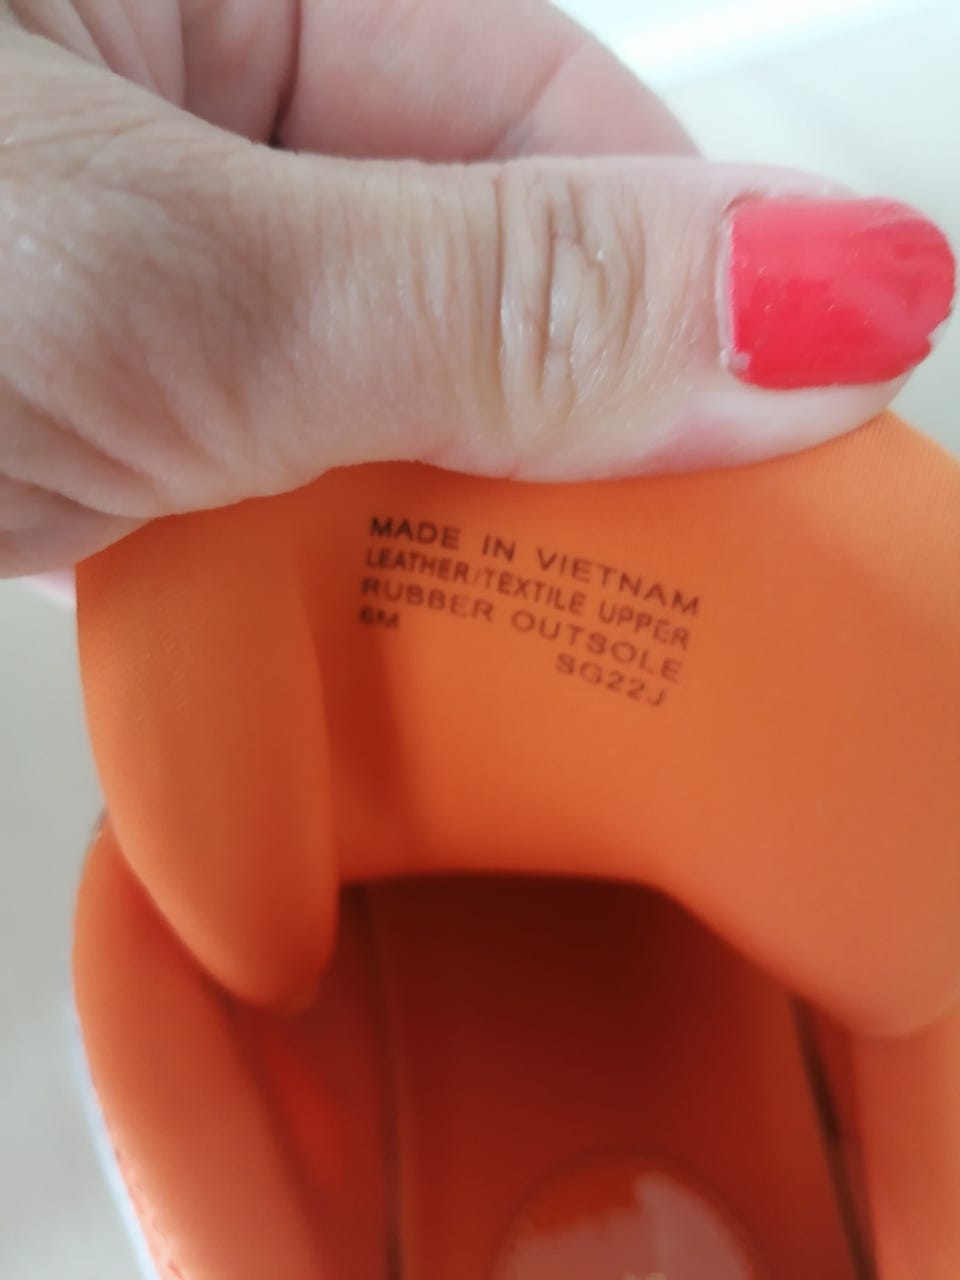 MADE IN VIETNAM
LEATHER/TEXTILE UPPER
RUBBER OUTSOLE
6M
SG22J